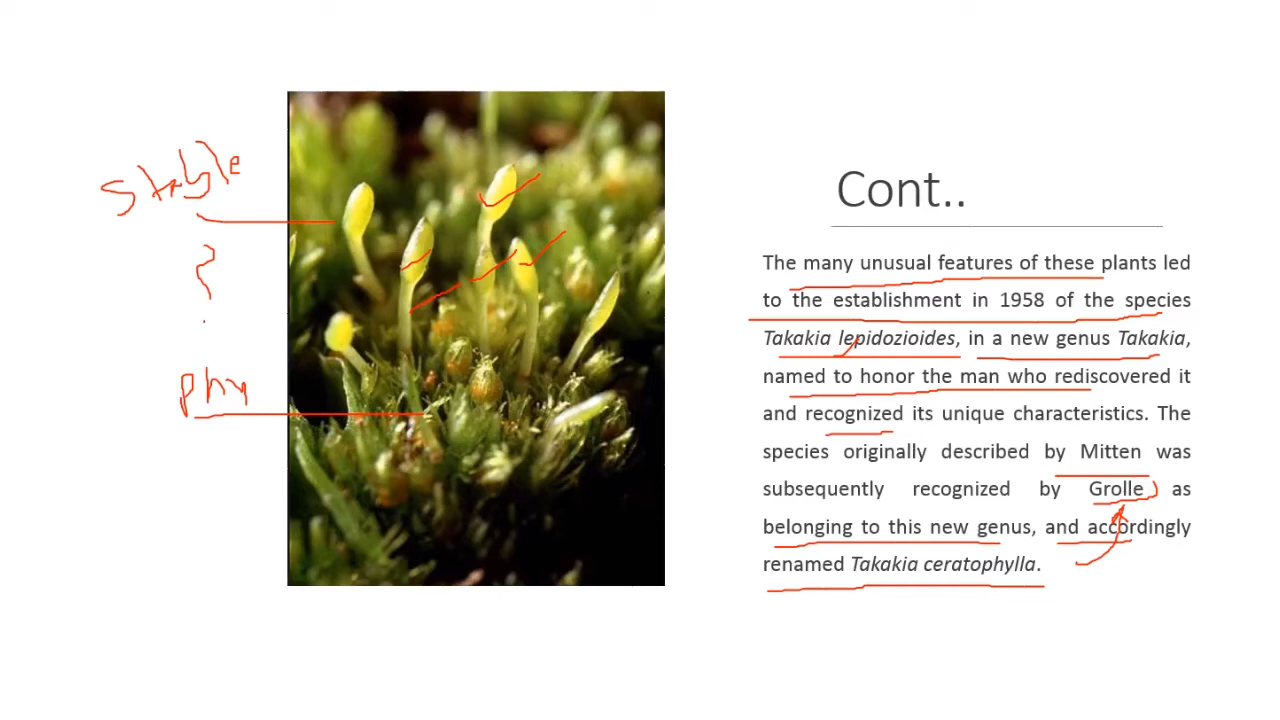 Stable
?
phy
Cont..
The many unusual features of these plants led
to the establishment in 1958 of the species
Takakia lepidozioides, in a new genus Takakia,
named to honor the man who rediscovered it
and recognized its unique characteristics. The
species originally described by Mitten was
subsequently recognized by Grolle as
belonging to this new genus, and accordingly
renamed Takakia ceratophylla.